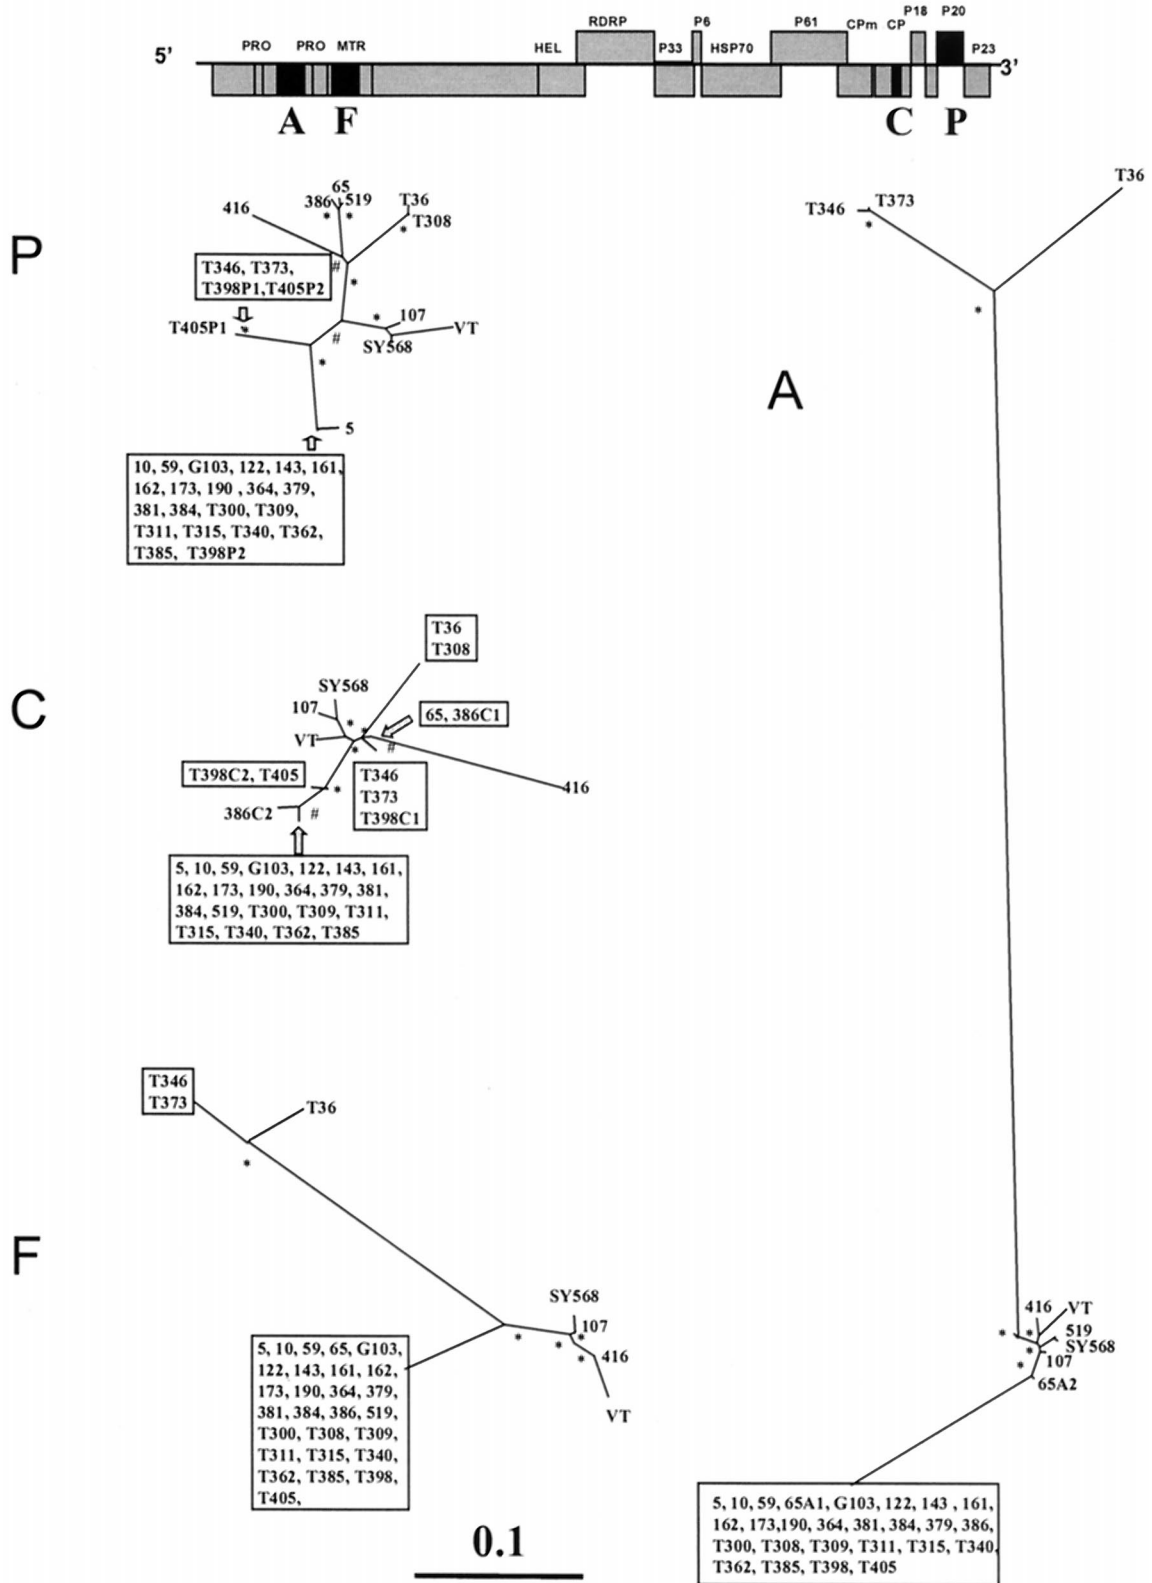 RDRP P6 P61 CPm CP P18 P20
5’ PRO PRO MTR HEL P33 HSP70 P23 3’
A F C P
P
416
386
65
519
T36
T308
#
T346, T373,
T398P1,T405P2
T405P1
#
107
VT
SY568
5
10, 59, G103, 122, 143, 161,
162, 173, 190 , 364, 379,
381, 384, T300, T309,
T311, T315, T340, T362,
T385, T398P2
C
T36
T308
SY568
107
VT
65, 386C1
#
416
T398C2, T405
T346
T373
T398C1
386C2
#
5, 10, 59, G103, 122, 143, 161,
162, 173, 190, 364, 379, 381,
384, 519, T300, T309, T311,
T315, T340, T362, T385
F
T346
T373
T36
SY568
107
416
VT
5, 10, 59, 65, G103,
122, 143, 161, 162,
173, 190, 364, 379,
381, 384, 386, 519,
T300, T308, T309,
T311, T315, T340,
T362, T385, T398,
T405,
0.1
A
T346
T373
T36
416
VT
519
SY568
107
65A2
5, 10, 59, 65A1, G103, 122, 143 , 161,
162, 173,190, 364, 381, 384, 379, 386,
T300, T308, T309, T311, T315, T340,
T362, T385, T398, T405